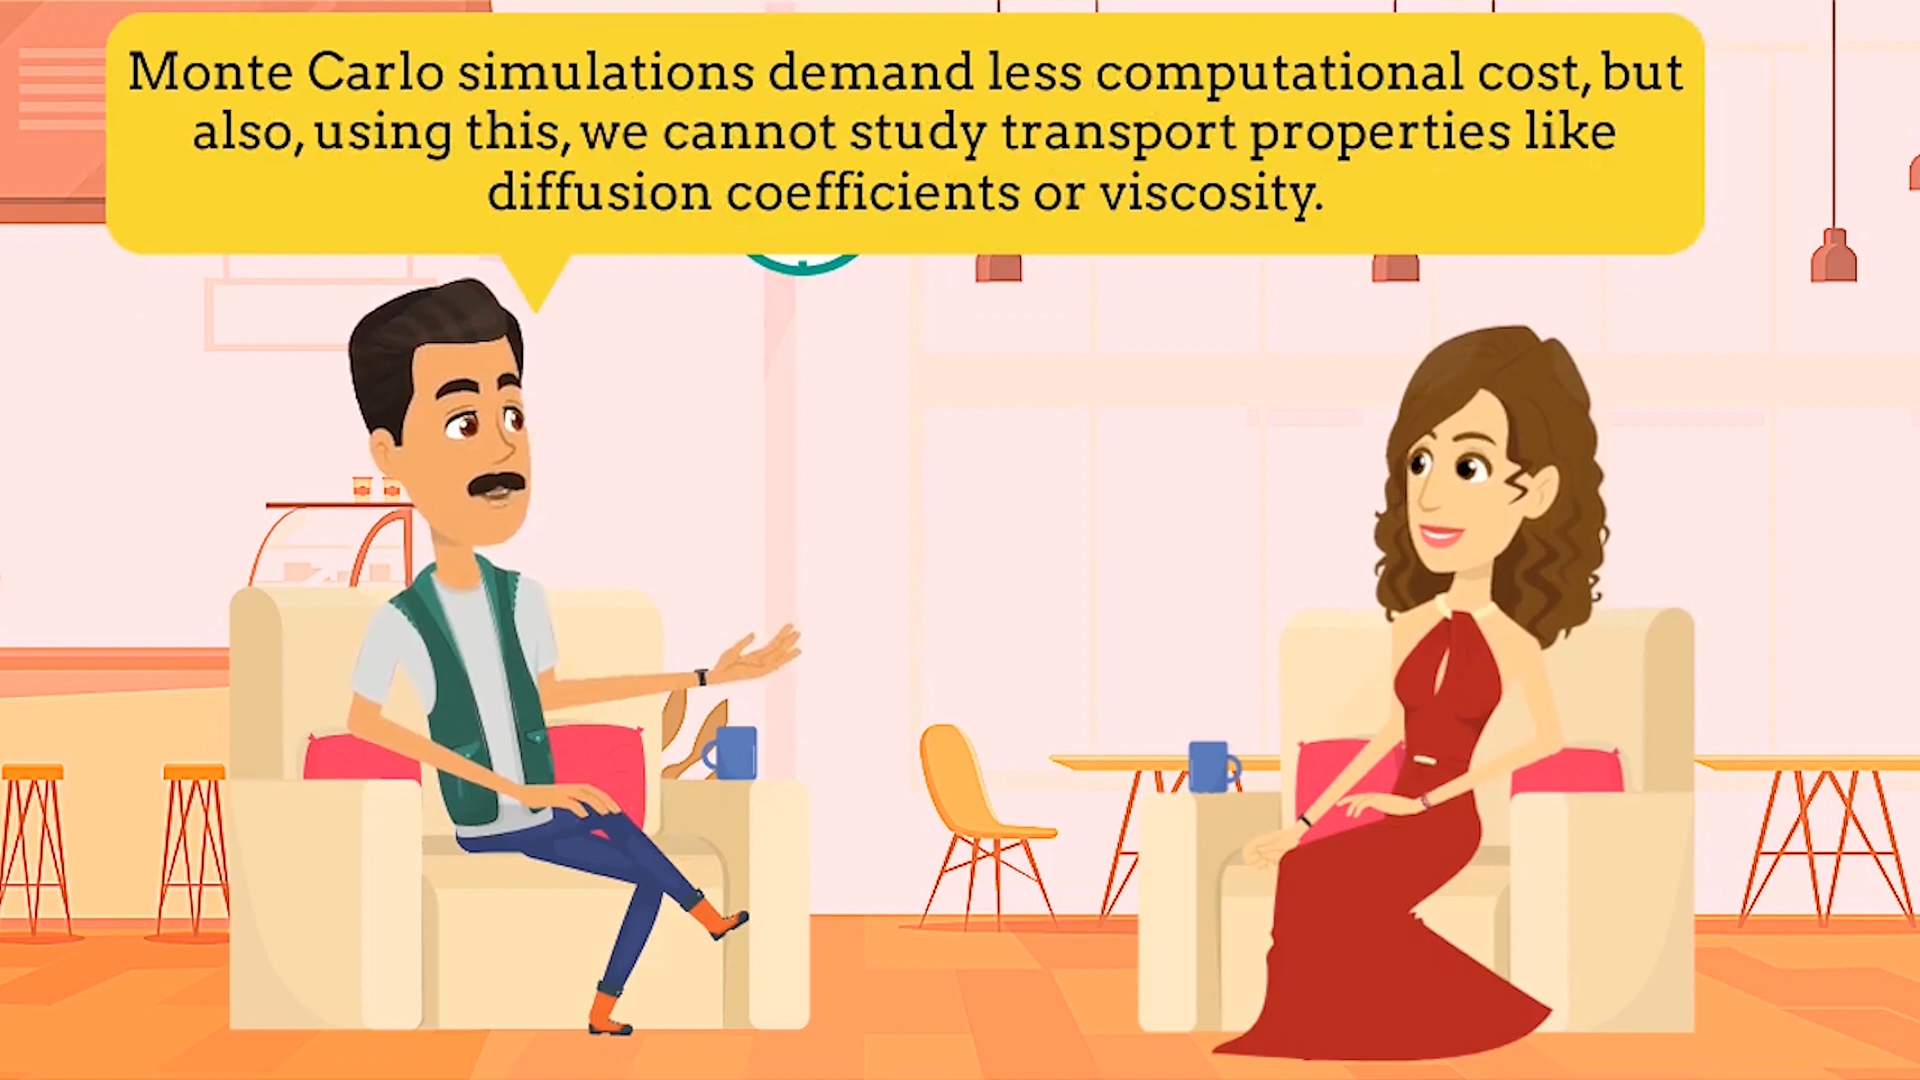 Monte Carlo simulations demand less computational cost, but
also, using this, we cannot study transport properties like
diffusion coefficients or viscosity.